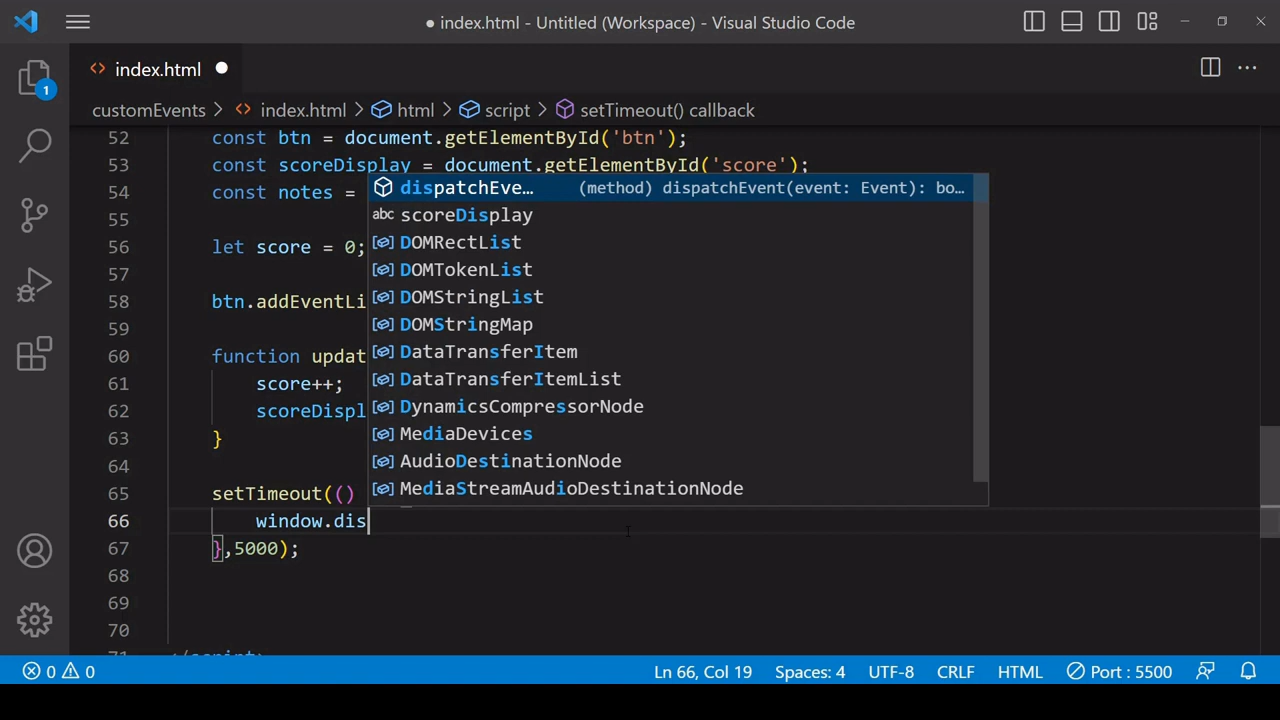 ● index.html - Untitled (Workspace) - Visual Studio Code
index.html
customEvents > index.html > html > script > setTimeout() callback
52 const btn = document.getElementById('btn');
53 const scoreDisplay = document.getElementById('score');
54 const notes =
dispatchEve... (method) dispatchEvent(event: Event): bo...
scoreDisplay
55
56 let score = 0;
DOMRectList
57
DOMTokenList
58 btn.addEventLi
DOMStringList
59
DOMStringMap
60 function updat
DataTransferItem
61 score++;
DataTransferItemList
62 scoreDispl
DynamicsCompressorNode
63 }
MediaDevices
64
AudioDestinationNode
65 setTimeout(()
MediaStreamAudioDestinationNode
66 window.dis
67 },5000);
68
69
70
71 </script>
1
0 0 Ln 66, Col 19 Spaces: 4 UTF-8 CRLF HTML Port : 5500